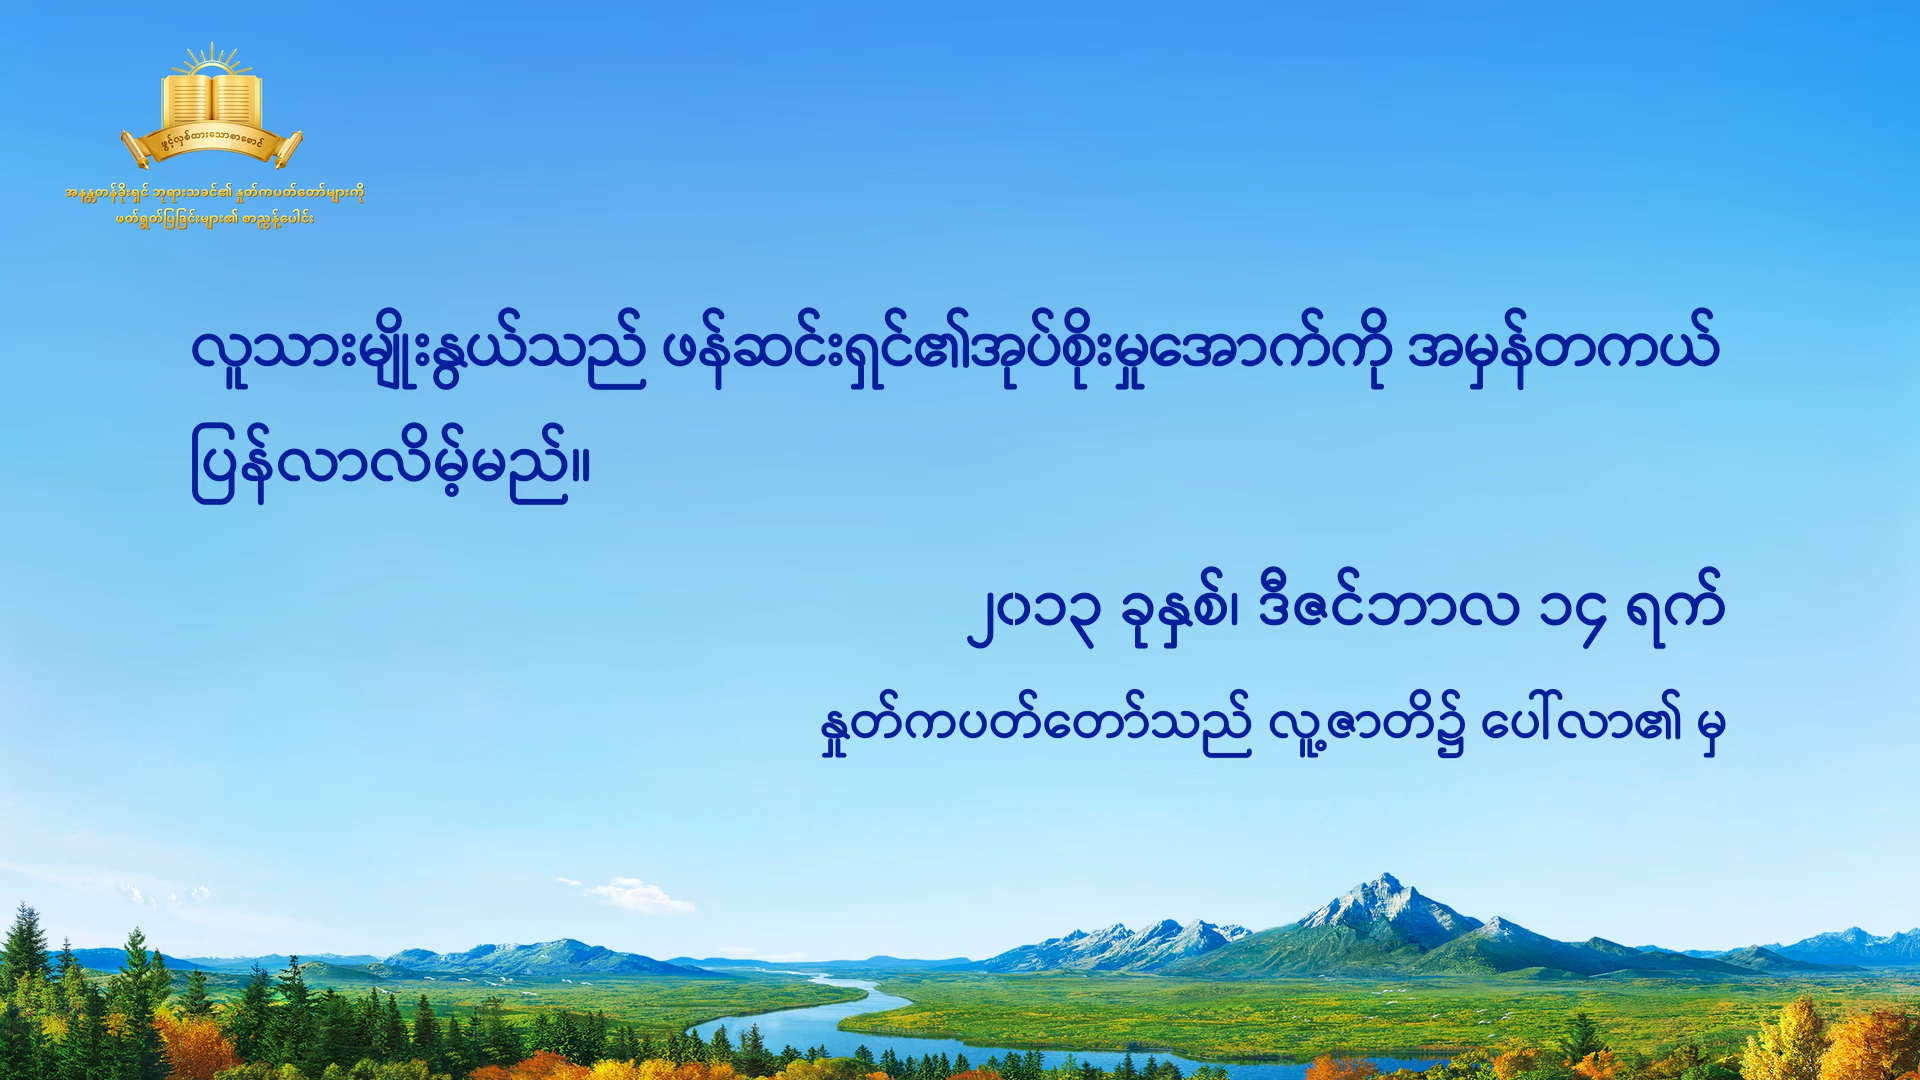 ဖွင့်လှစ်ထားသောစာစောင်
အနန္တတန်ခိုးရှင် ဘုရားသခင်၏ နှုတ်ကပတ်တော်များကို
ဖတ်ရွတ်ပြခြင်းများ၏ စာညွှန့်ပေါင်း
လူသားမျိုးနွယ်သည် ဖန်ဆင်းရှင်၏အုပ်စိုးမှုအောက်ကို အမှန်တကယ်
ပြန်လာလိမ့်မည်။
၂၀၁၃ ခုနှစ်၊ ဒီဇင်ဘာလ ၁၄ ရက်
နှုတ်ကပတ်တော်သည် လူ့ဇာတိ၌ ပေါ်လာ၏ မှ